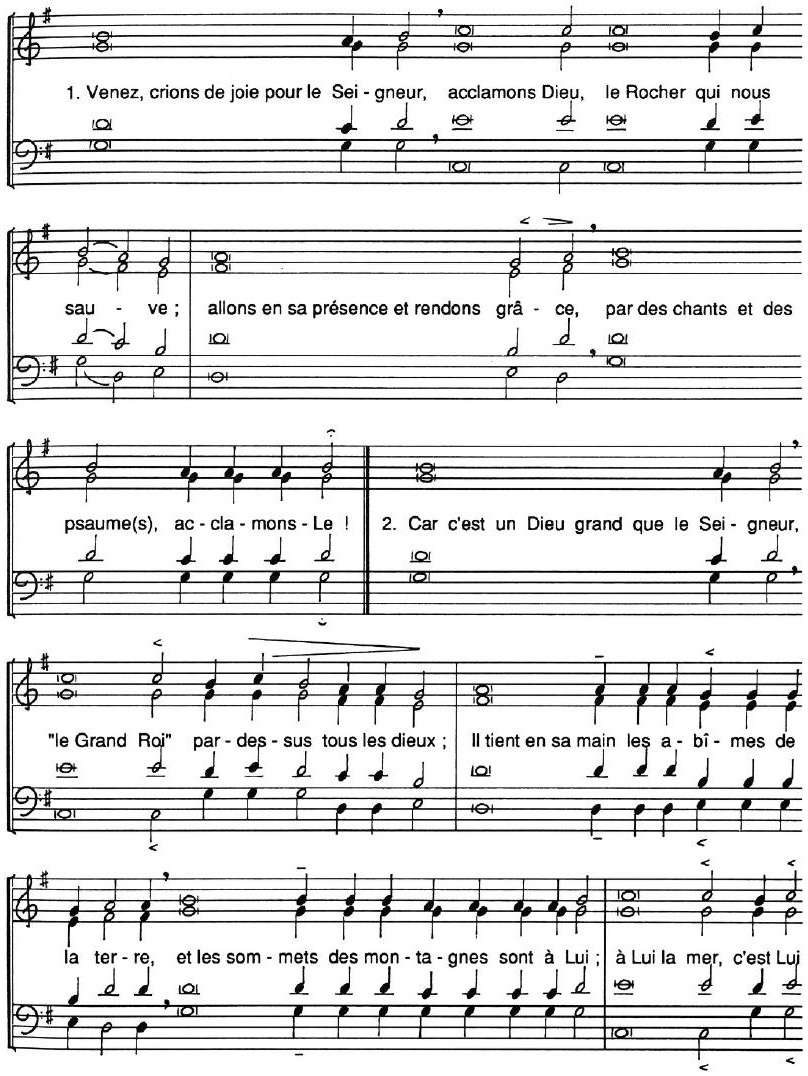 1. Venez, crions de joie pour le Sei - gneur, acclamons Dieu, le Rocher qui nous
sau - ve ; allons en sa présence et rendons grâ - ce, par des chants et des
psaume(s), ac - cla - mons - Le ! 2. Car c'est un Dieu grand que le Sei - gneur,
"le Grand Roi" par - des - sus tous les dieux ; Il tient en sa main les a - bî - mes de
la ter - re, et les som - mets des mon - ta - gnes sont à Lui ; à Lui la mer, c'est Lui